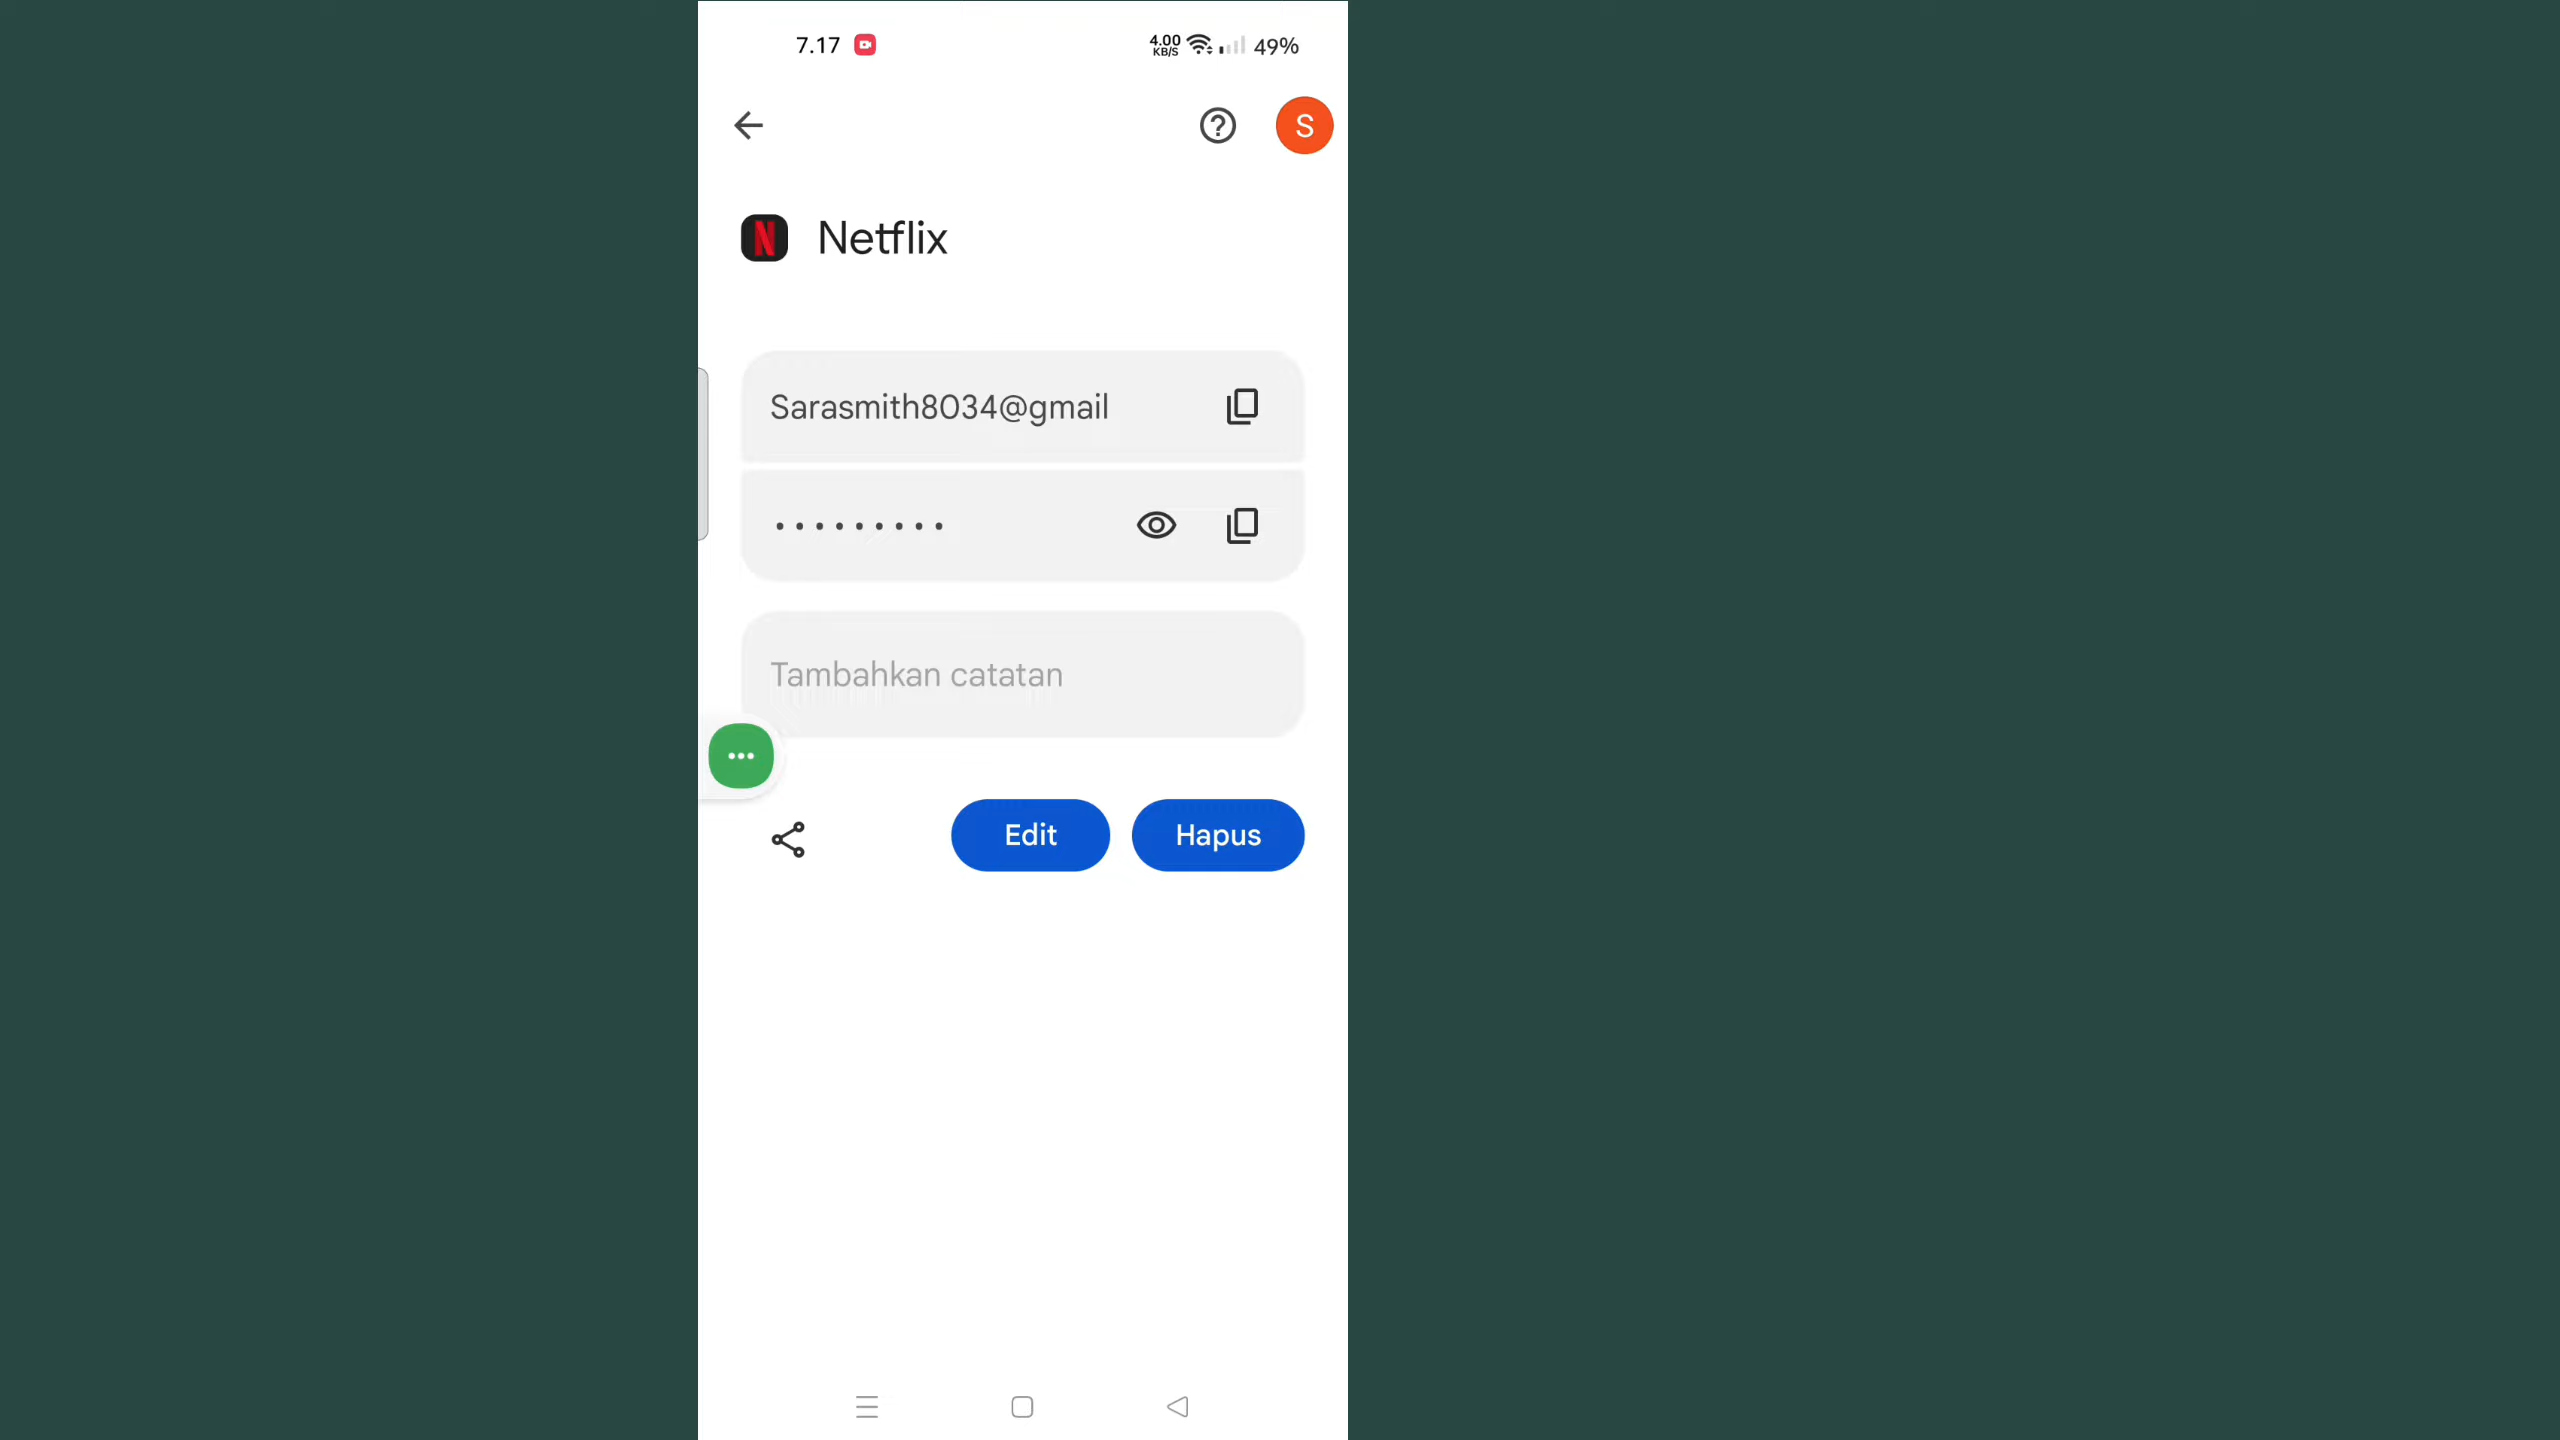 7.17
4.00 KB/S 49%
S
Netflix
Sarasmith8034@gmail
•••••••••
Tambahkan catatan
Edit
Hapus